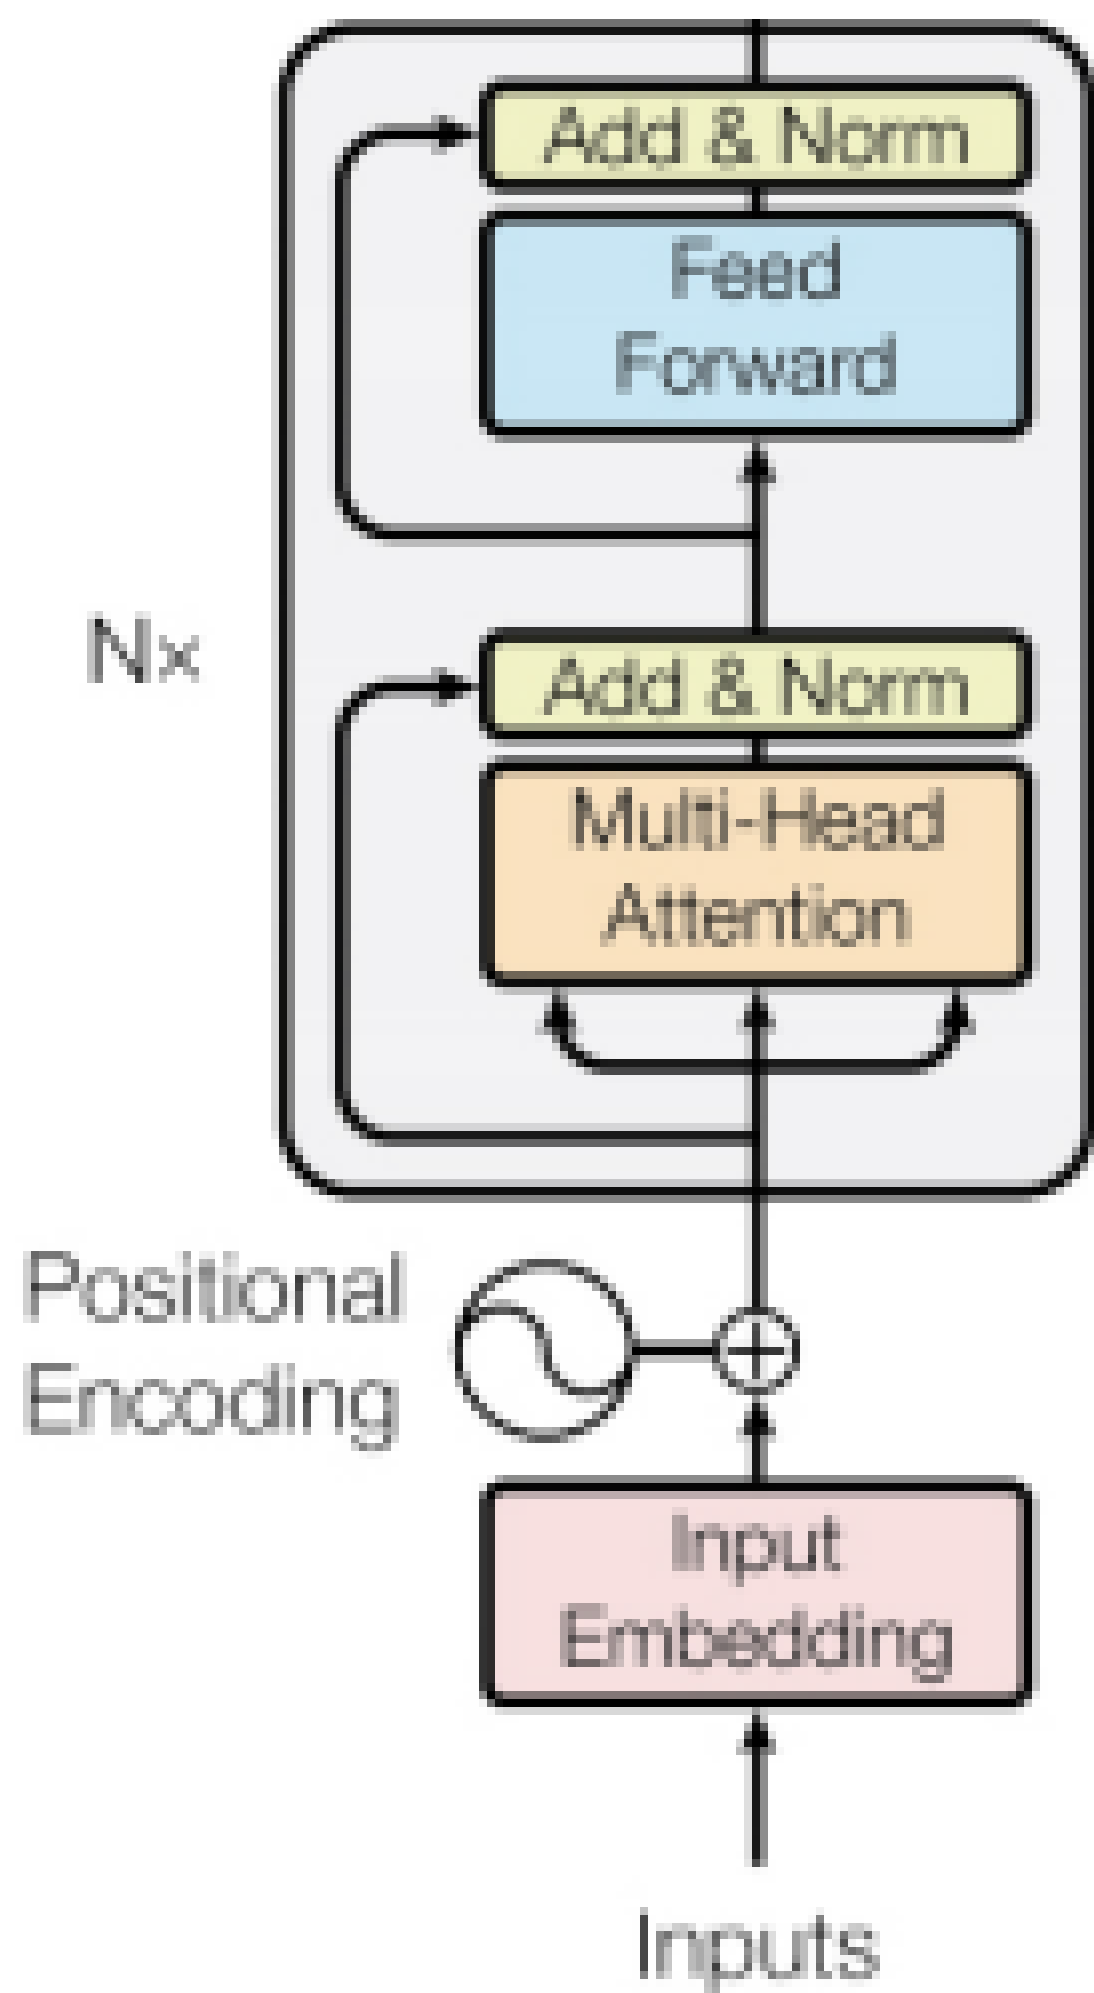 Add & Norm
Feed
Forward
Nx
Add & Norm
Multi-Head
Attention
Positional
Encoding
Input
Embedding
Inputs